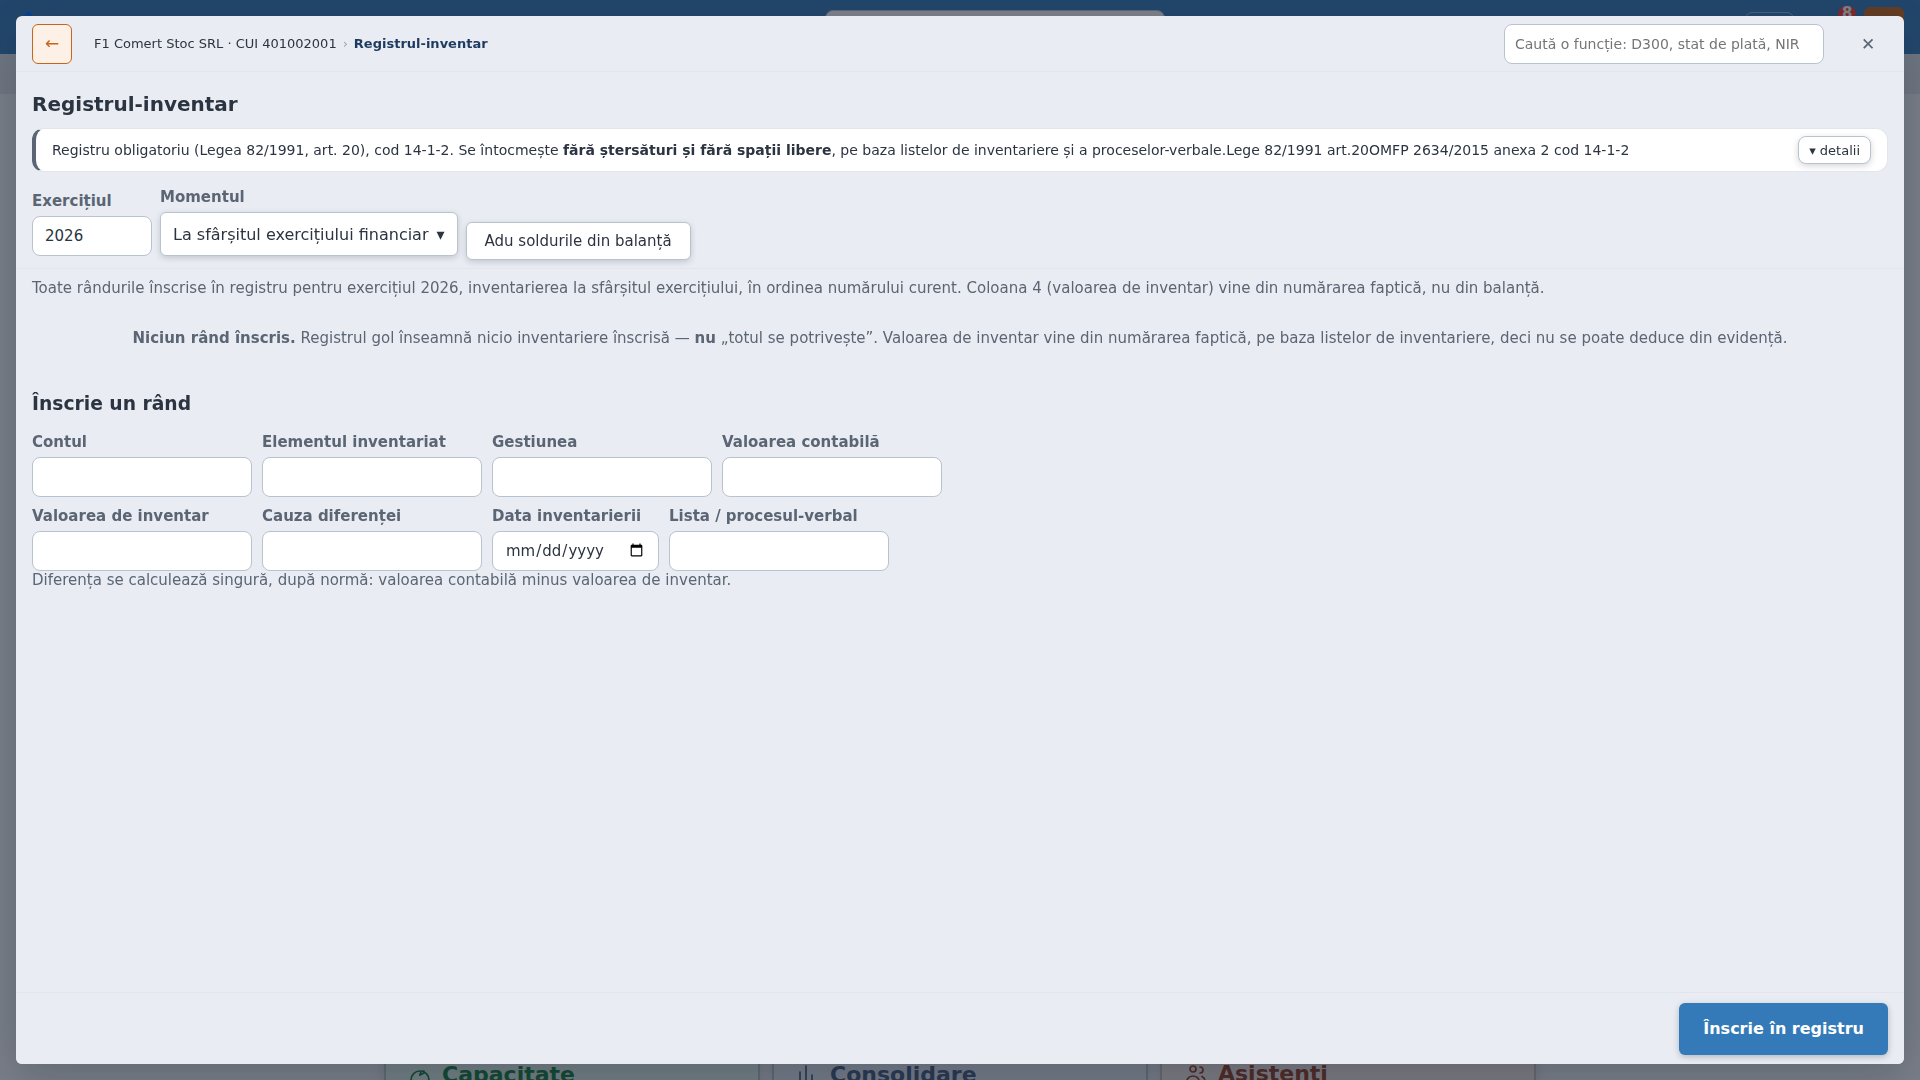 8
←
F1 Comert Stoc SRL · CUI 401002001 › Registrul-inventar
Caută o funcție: D300, stat de plată, NIR
✕
Registrul-inventar
Registru obligatoriu (Legea 82/1991, art. 20), cod 14-1-2. Se întocmește fără ștersături și fără spații libere, pe baza listelor de inventariere și a proceselor-verbale.Lege 82/1991 art.20OMFP 2634/2015 anexa 2 cod 14-1-2
▾ detalii
Exercițiul
Momentul
2026
La sfârșitul exercițiului financiar ▾
Adu soldurile din balanță
Toate rândurile înscrise în registru pentru exercițiul 2026, inventarierea la sfârșitul exercițiului, în ordinea numărului curent. Coloana 4 (valoarea de inventar) vine din numărarea faptică, nu din balanță.
Niciun rând înscris. Registrul gol înseamnă nicio inventariere înscrisă — nu „totul se potrivește”. Valoarea de inventar vine din numărarea faptică, pe baza listelor de inventariere, deci nu se poate deduce din evidență.
Înscrie un rând
Contul
Elementul inventariat
Gestiunea
Valoarea contabilă
Valoarea de inventar
Cauza diferenței
Data inventarierii
Lista / procesul-verbal
mm/dd/yyyy
Diferența se calculează singură, după normă: valoarea contabilă minus valoarea de inventar.
Înscrie în registru
Capacitate
Consolidare
Asistenți